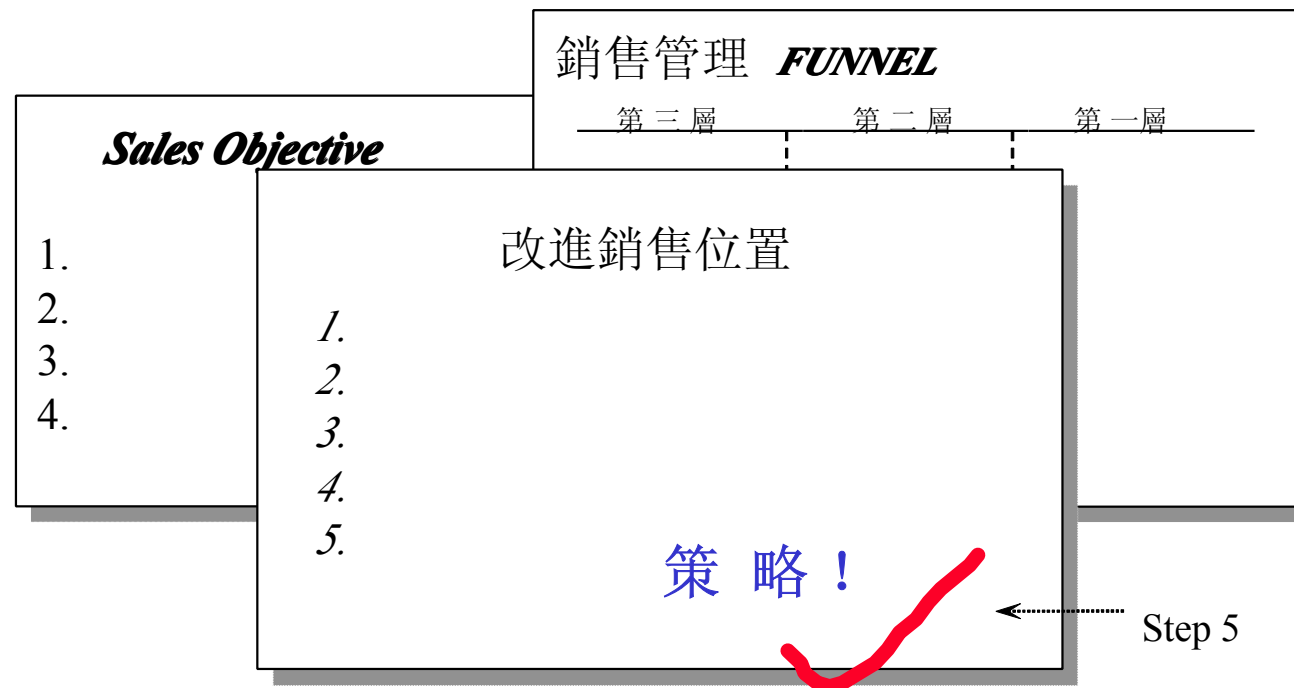 銷售管理 FUNNEL
第三層 第二層 第一層
Sales Objective
1.
2.
3.
4.
改進銷售位置
1.
2.
3.
4.
5.
策略！
Step 5